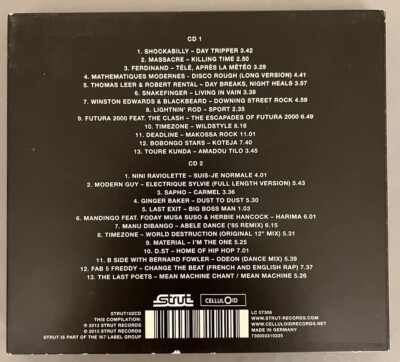 CD 1
1. SHOCKABILLY – DAY TRIPPER 3.42
2. MASSACRE – KILLING TIME 2.50
3. FERDINAND – TÉLÉ, APRÈS LA MÉTÉO 3.29
4. MATHEMATIQUES MODERNES - DISCO ROUGH (LONG VERSION) 4.41
5. THOMAS LEER & ROBERT RENTAL – DAY BREAKS, NIGHT HEALS 3.57
6. SNAKEFINGER – LIVING IN VAIN 3.39
7. WINSTON EDWARDS & BLACKBEARD – DOWNING STREET ROCK 4.59
8. LIGHTNIN' ROD – SPORT 2.35
9. FUTURA 2000 FEAT. THE CLASH – THE ESCAPADES OF FUTURA 2000 6.49
10. TIMEZONE – WILDSTYLE 8.18
11. DEADLINE – MAKOSSA ROCK 11.01
12. BOBONGO STARS – KOTEJA 7.40
13. TOURE KUNDA – AMADOU TILO 3.45
CD 2
1. NINI RAVIOLETTE – SUIS-JE NORMALE 4.01
2. MODERN GUY – ELECTRIQUE SYLVIE (FULL LENGTH VERSION) 5.43
3. SAPHO – CARMEL 3.36
4. GINGER BAKER – DUST TO DUST 5.30
5. LAST EXIT – BIG BOSS MAN 1.03
6. MANDINGO FEAT. FODAY MUSA SUSO & HERBIE HANCOCK – HARIMA 6.01
7. MANU DIBANGO – ABELE DANCE ('85 REMIX) 6.15
8. TIMEZONE – WORLD DESTRUCTION (ORIGINAL 12" MIX) 5.31
9. MATERIAL – I'M THE ONE 5.25
10. D.ST – HOME OF HIP HOP 7.01
11. B SIDE WITH BERNARD FOWLER – ODEON (DANCE MIX) 5.39
12. FAB 5 FREDDY – CHANGE THE BEAT (FRENCH AND ENGLISH RAP) 7.37
13. THE LAST POETS – MEAN MACHINE CHANT / MEAN MACHINE 5.26
strut
CELLULOID
STRUT102CD
THIS COMPILATION:
℗ 2013 STRUT RECORDS
© 2013 STRUT RECORDS
STRUT IS PART OF THE !K7 LABEL GROUP
LC 07306
WWW.STRUT-RECORDS.COM
WWW.CELLULOIDRECORDS.NET
MADE IN GERMANY
730003310225